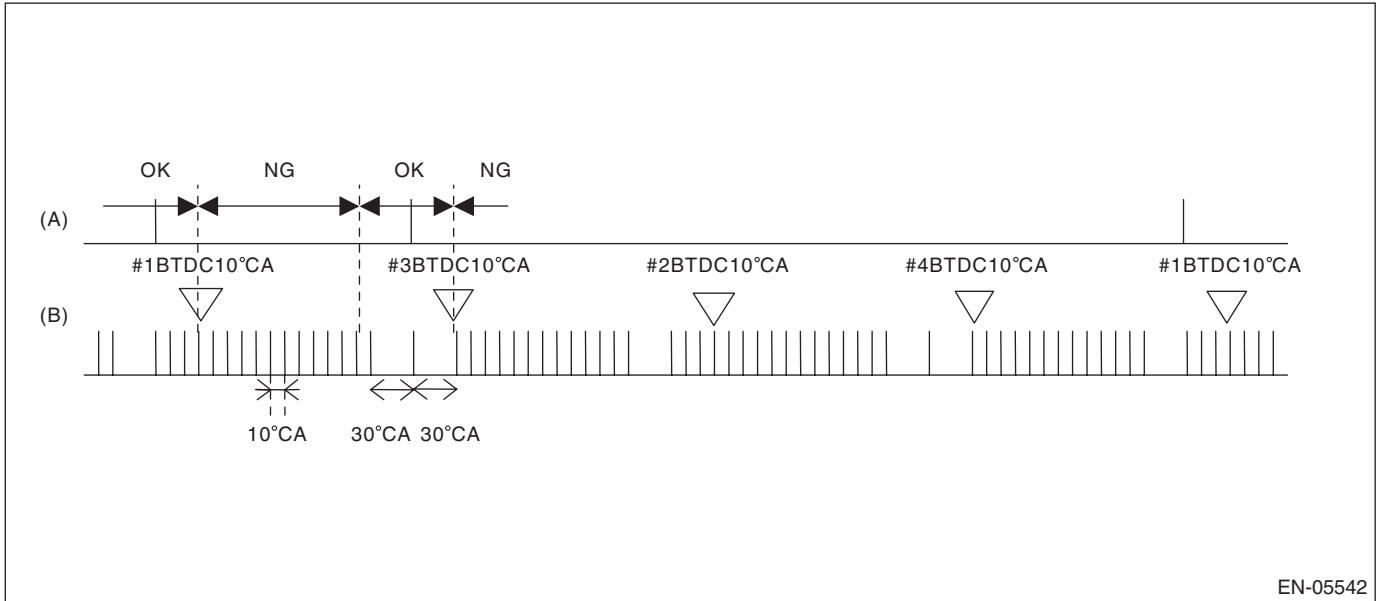 OK NG OK NG
(A)
#1BTDC10°CA #3BTDC10°CA #2BTDC10°CA #4BTDC10°CA #1BTDC10°CA
(B)
10°CA 30°CA 30°CA
EN-05542